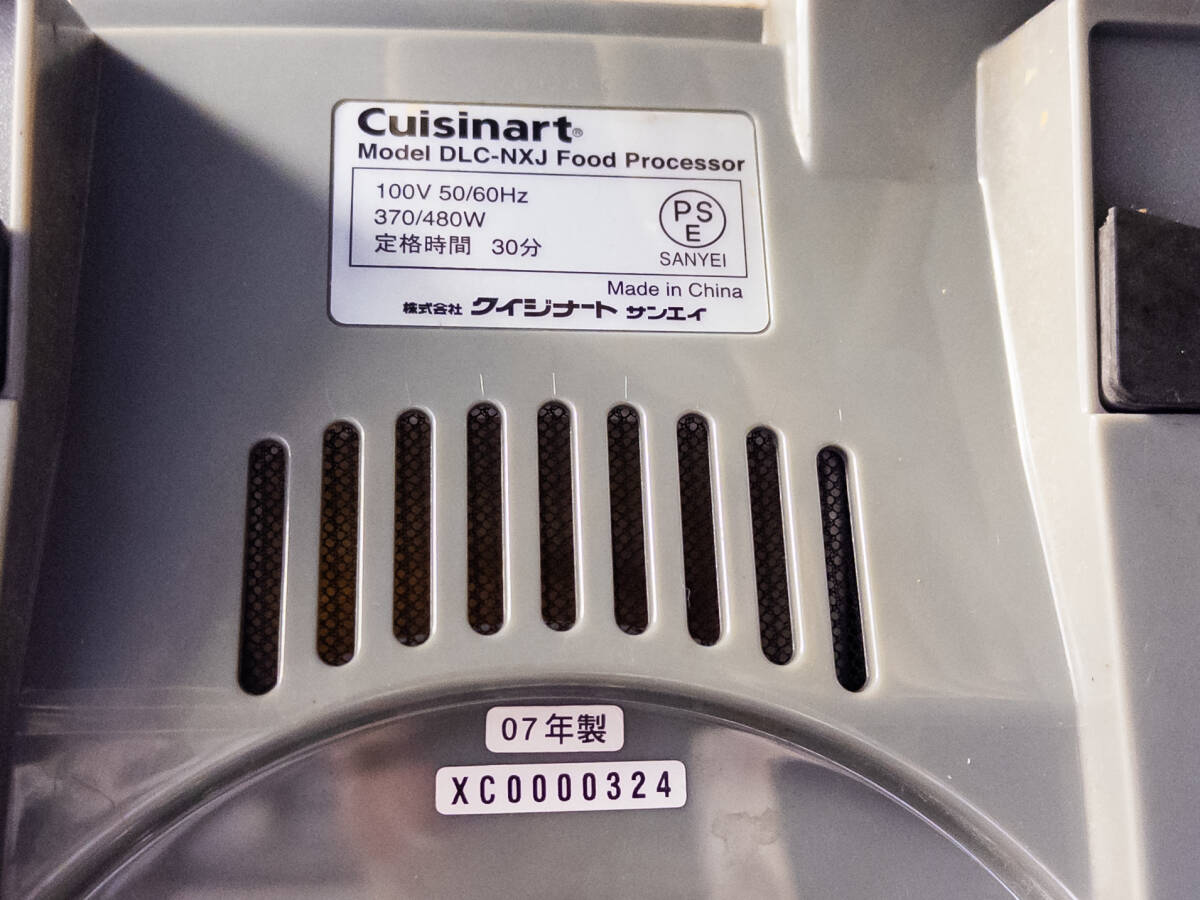 Cuisinart®
Model DLC-NXJ Food Processor
100V 50/60Hz
370/480W
定格時間 30分
PS
E
SANYEI
Made in China
株式会社 クイジナート サンエイ
07年製
XC0000324